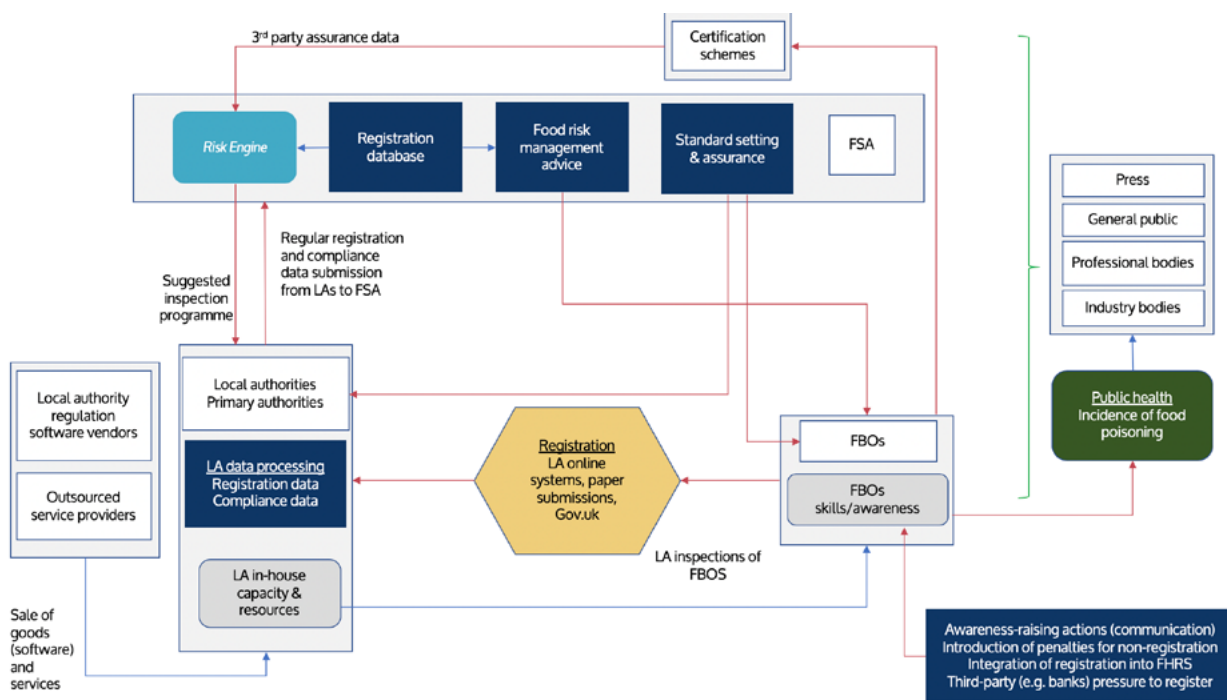 3rd party assurance data
Certification
schemes
Risk Engine
Registration
database
Food risk
management
advice
Standard setting
& assurance
FSA
Press
General public
Professional bodies
Industry bodies
Regular registration
and compliance
data submission
from LAs to FSA
Suggested
inspection
programme
Local authority
regulation
software vendors
Outsourced
service providers
Local authorities
Primary authorities
LA data processing
Registration data
Compliance data
LA in-house
capacity &
resources
Registration
LA online
systems, paper
submissions,
Gov.uk
FBOs
FBOs
skills/awareness
Public health
Incidence of food
poisoning
LA inspections of
FBOS
Sale of
goods
(software)
and
services
Awareness-raising actions (communication)
Introduction of penalties for non-registration
Integration of registration into FHRS
Third-party (e.g. banks) pressure to register